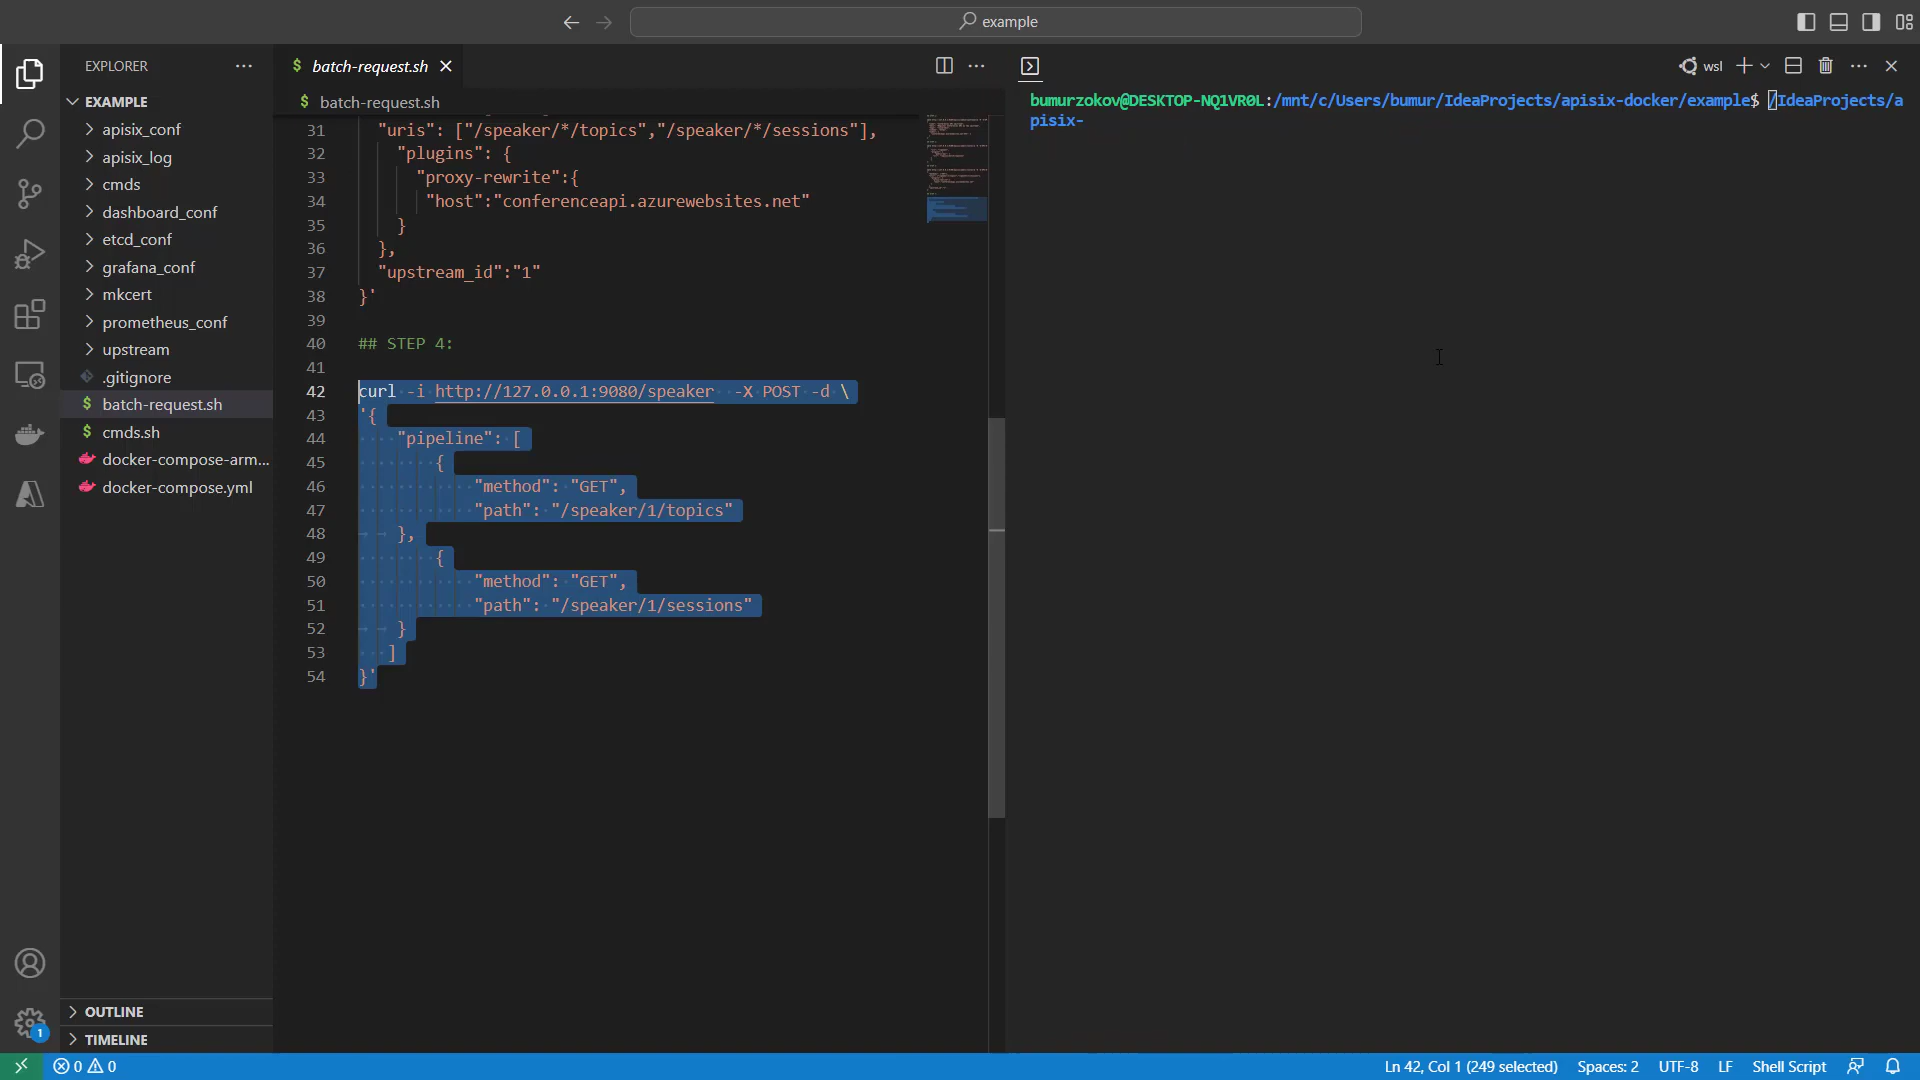 example
EXPLORER
EXAMPLE
apisix_conf
apisix_log
cmds
dashboard_conf
etcd_conf
grafana_conf
mkcert
prometheus_conf
upstream
.gitignore
$ batch-request.sh
$ cmds.sh
docker-compose-arm...
docker-compose.yml
OUTLINE
TIMELINE
1
$ batch-request.sh
$ batch-request.sh
31 "uris": ["/speaker/*/topics","/speaker/*/sessions"],
32 "plugins": {
33 "proxy-rewrite":{
34 "host":"conferenceapi.azurewebsites.net"
35 }
36 },
37 "upstream_id":"1"
38 }'
39
40 ## STEP 4:
41
42 curl -i http://127.0.0.1:9080/speaker  -X POST -d \
43 '{
44 "pipeline": [
45 {
46 "method": "GET",
47 "path": "/speaker/1/topics"
48 },
49 {
50 "method": "GET",
51 "path": "/speaker/1/sessions"
52 }
53 ]
54 }'
wsl
bumurzokov@DESKTOP-NQ1VR0L:/mnt/c/Users/bumur/IdeaProjects/apisix-docker/example$ /IdeaProjects/a
pisix-
0 0
Ln 42, Col 1 (249 selected) Spaces: 2 UTF-8 LF Shell Script